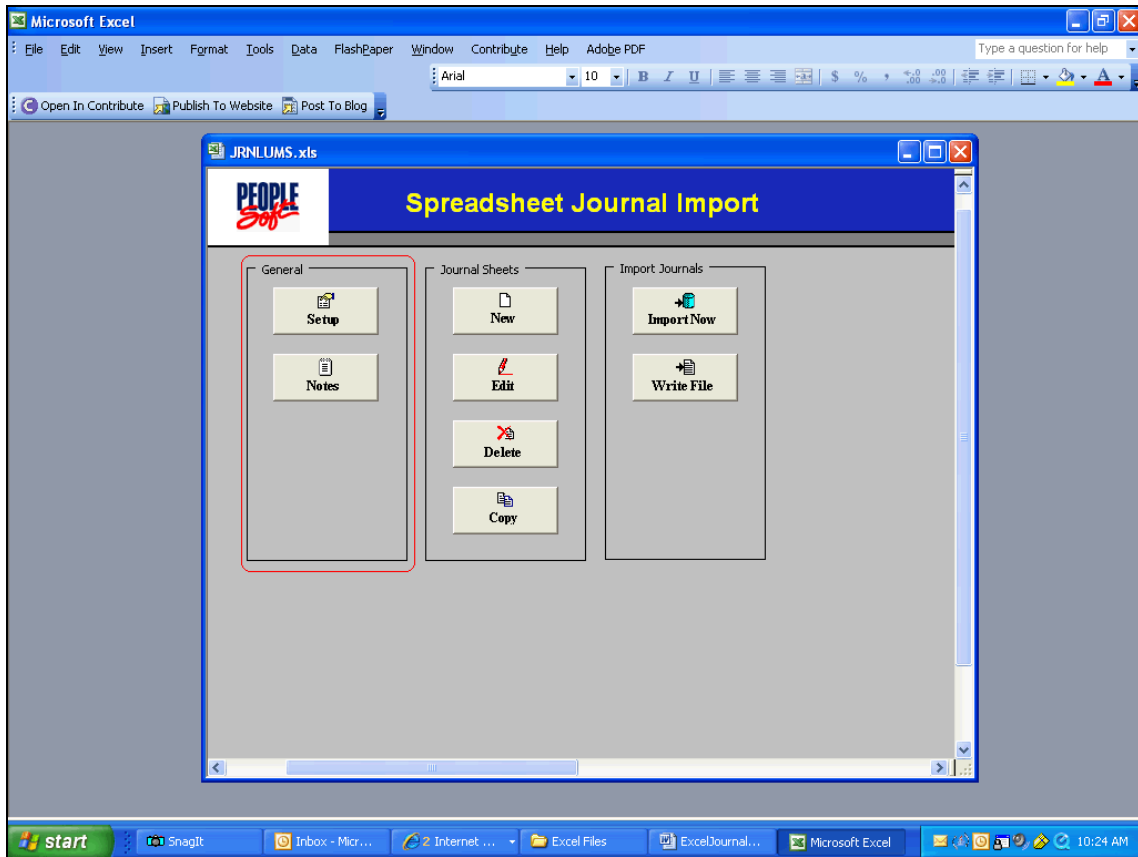 Microsoft Excel
File Edit View Insert Format Tools Data FlashPaper Window Contribute Help Adobe PDF Type a question for help
Arial 10 B I U $ % , .00 .00
Open In Contribute Publish To Website Post To Blog
JRNLUMS.xls
PEOPLE Soft
Spreadsheet Journal Import
General
Setup
Notes
Journal Sheets
New
Edit
Delete
Copy
Import Journals
Import Now
Write File
start SnagIt Inbox - Micr... 2 Internet ... Excel Files ExcelJournal... Microsoft Excel 10:24 AM